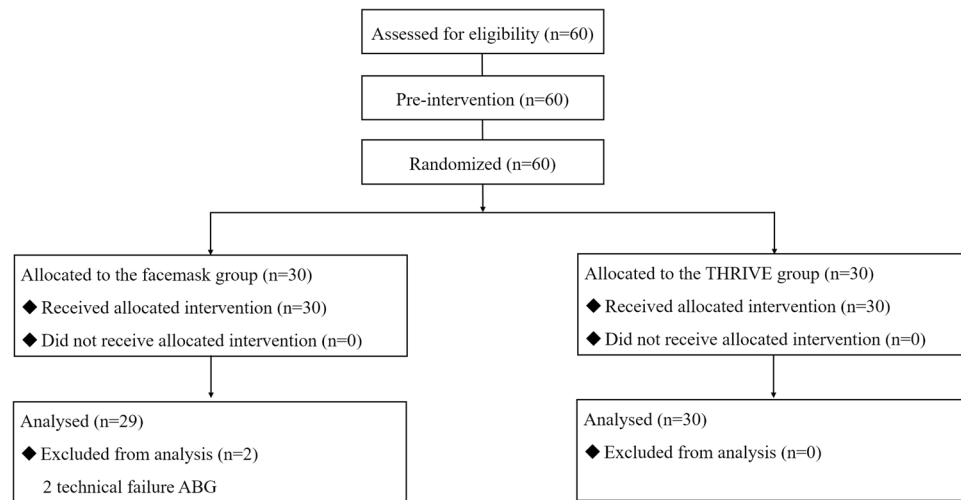 Assessed for eligibility (n=60)
Pre-intervention (n=60)
Randomized (n=60)
Allocated to the facemask group (n=30)
◆ Received allocated intervention (n=30)
◆ Did not receive allocated intervention (n=0)
Allocated to the THRIVE group (n=30)
◆ Received allocated intervention (n=30)
◆ Did not receive allocated intervention (n=0)
Analysed (n=29)
◆ Excluded from analysis (n=2)
2 technical failure ABG
Analysed (n=30)
◆ Excluded from analysis (n=0)